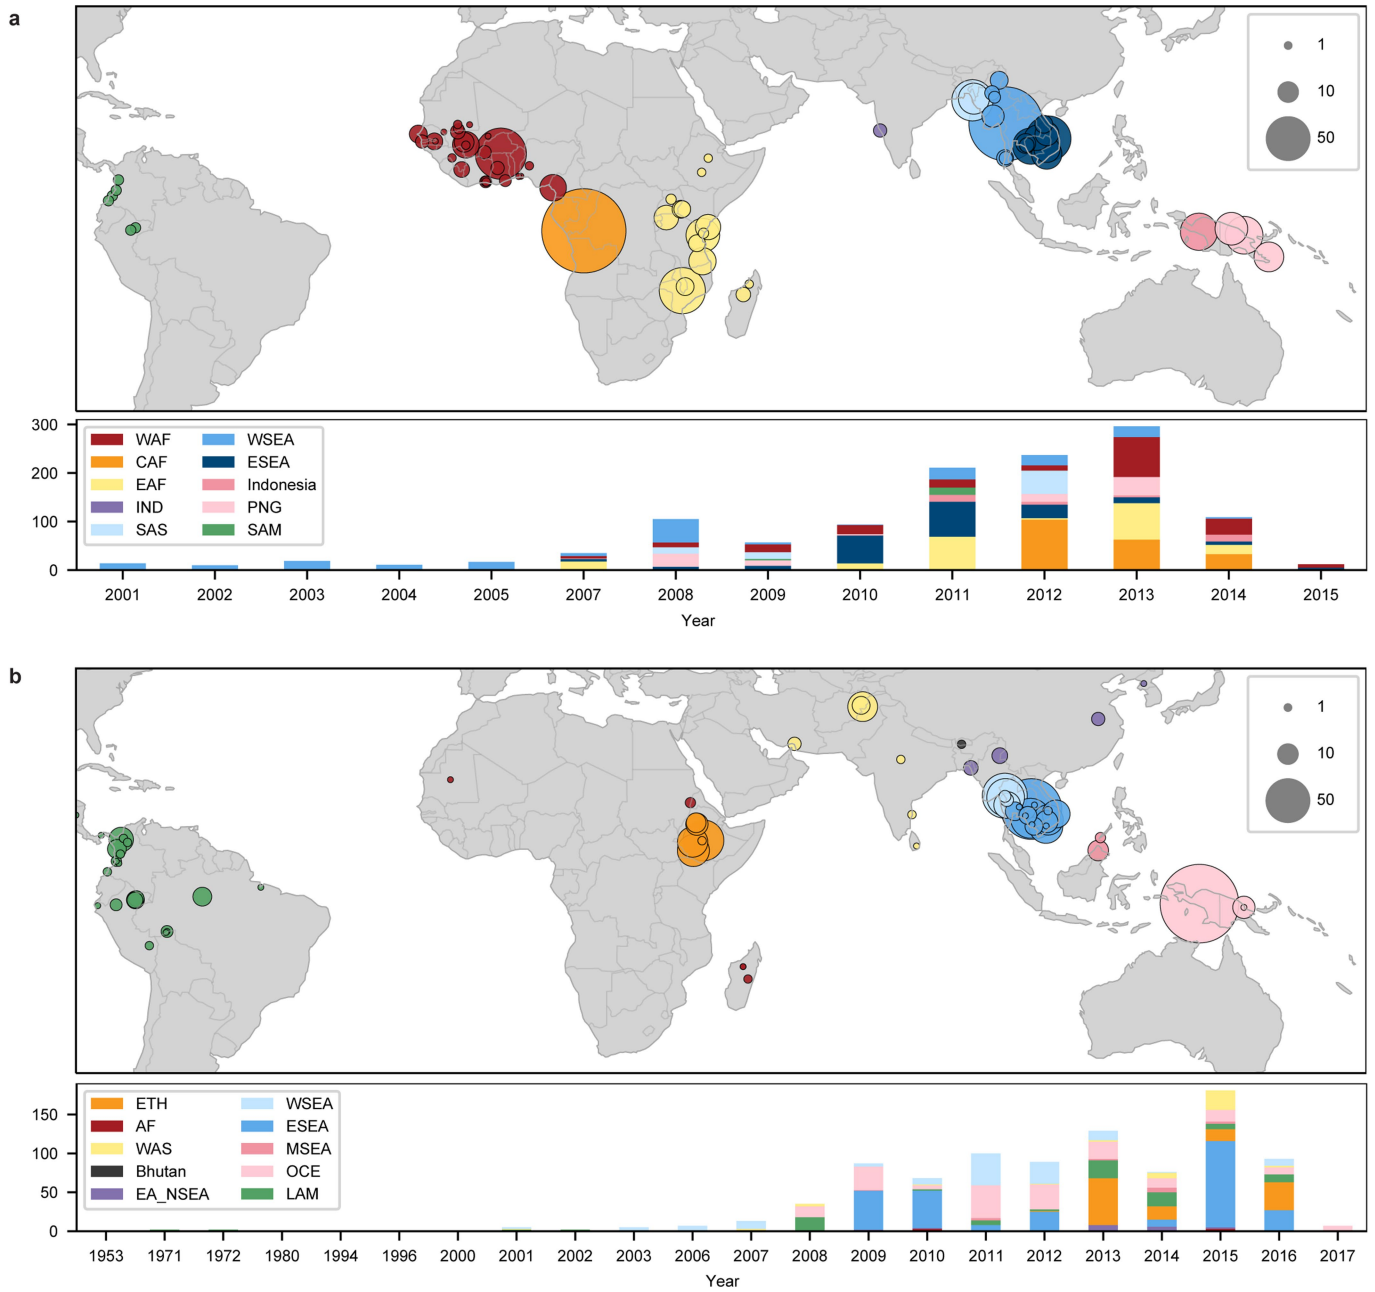 a
1
10
50
300
200
100
0
WAF
WSEA
CAF
ESEA
EAF
Indonesia
IND
PNG
SAS
SAM
2001 2002 2003 2004 2005 2007 2008 2009 2010 2011 2012 2013 2014 2015
Year
b
1
10
50
150
100
50
0
ETH
WSEA
AF
ESEA
WAS
MSEA
Bhutan
OCE
EA_NSEA
LAM
1953 1971 1972 1980 1994 1996 2000 2001 2002 2003 2006 2007 2008 2009 2010 2011 2012 2013 2014 2015 2016 2017
Year